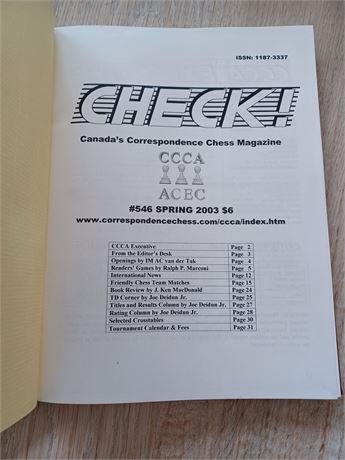 ISSN: 1187-3337
CHECK!
Canada's Correspondence Chess Magazine
CCCA
ACEC
#546 SPRING 2003 $6
www.correspondencechess.com/ccca/index.htm
CCCA Executive Page 2
From the Editor's Desk Page 3
Openings by IM AC van der Tak Page 4
Readers' Games by Ralph P. Marconi Page 5
International News Page 12
Friendly Chess Team Matches Page 15
Book Review by J. Ken MacDonald Page 24
TD Corner by Joe Deidun Jr. Page 25
Titles and Results Column by Joe Deidun Jr. Page 27
Rating Column by Joe Deidun Jr. Page 28
Selected Crosstables Page 30
Tournament Calendar & Fees Page 31